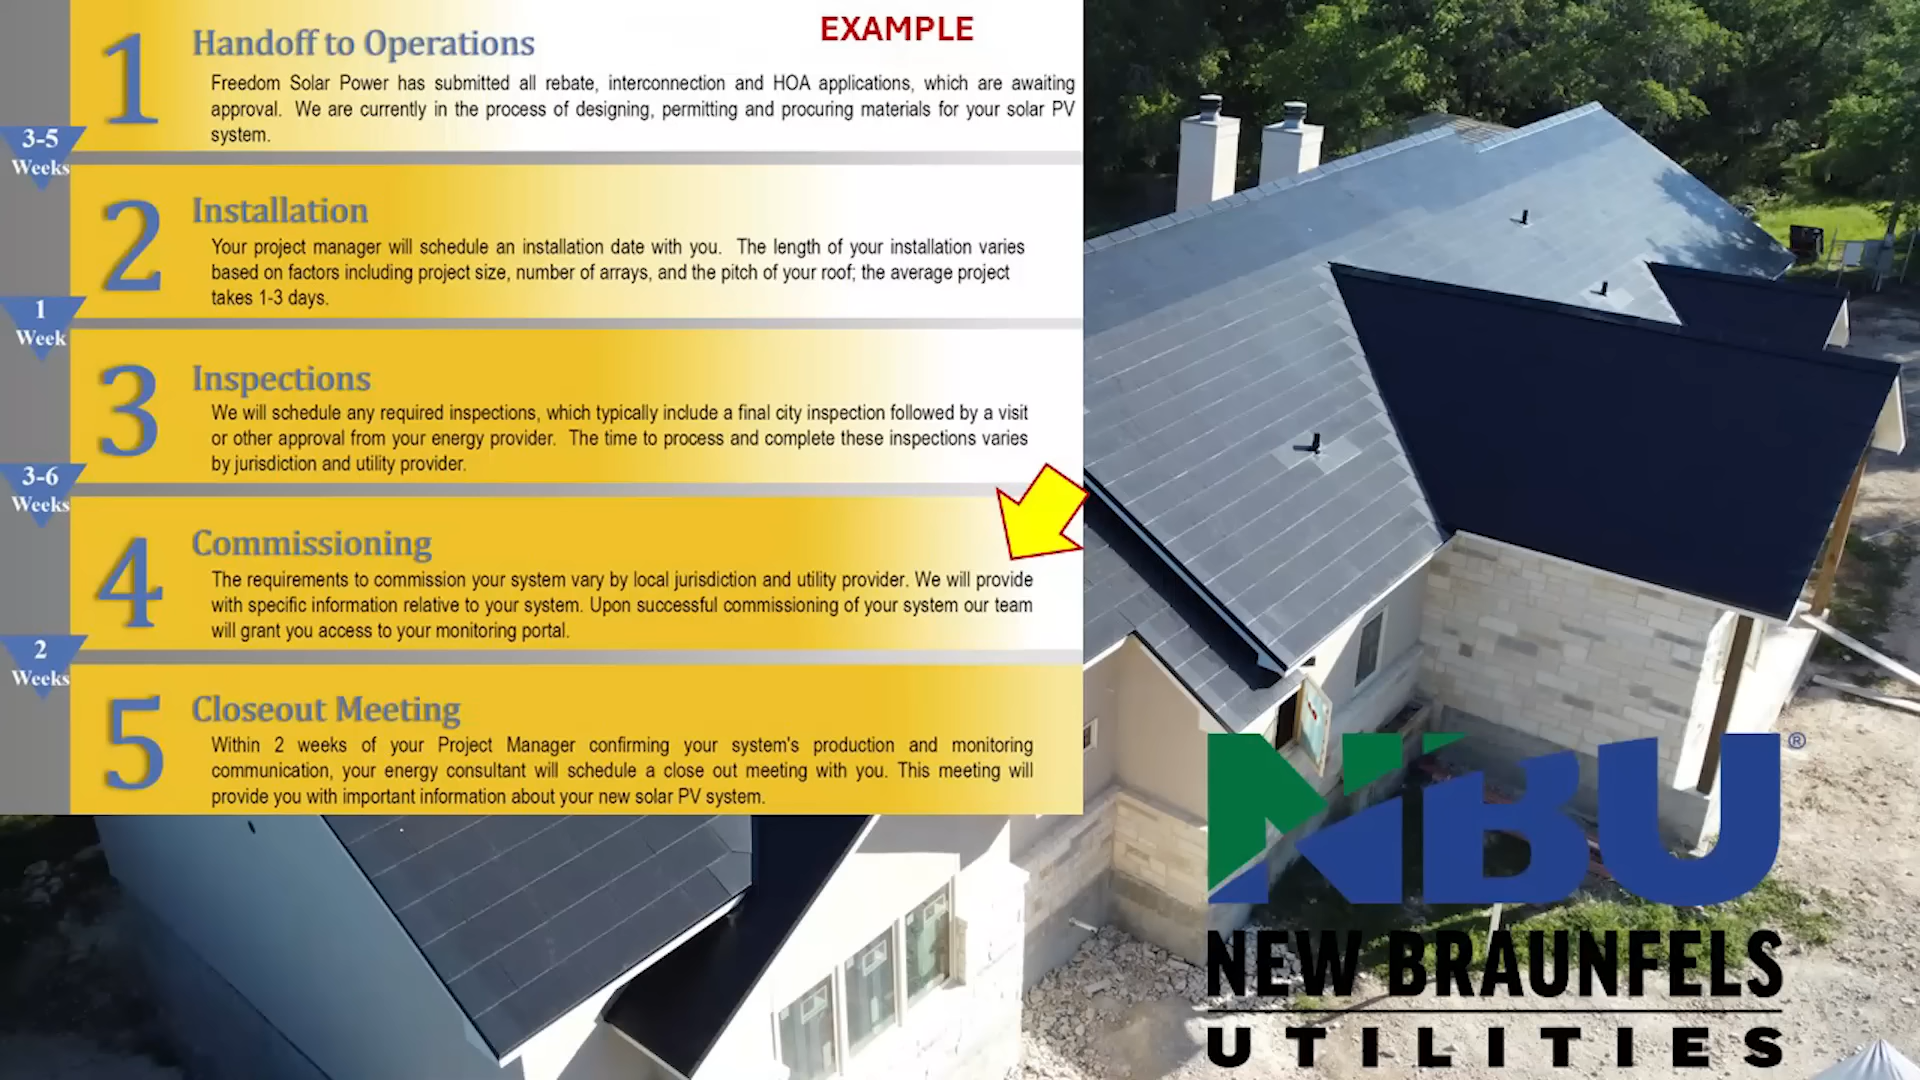 EXAMPLE
1 Handoff to Operations
Freedom Solar Power has submitted all rebate, interconnection and HOA applications, which are awaiting
approval. We are currently in the process of designing, permitting and procuring materials for your solar PV
system.
3-5
Weeks
2 Installation
Your project manager will schedule an installation date with you. The length of your installation varies
based on factors including project size, number of arrays, and the pitch of your roof; the average project
takes 1-3 days.
1
Week
3 Inspections
We will schedule any required inspections, which typically include a final city inspection followed by a visit
or other approval from your energy provider. The time to process and complete these inspections varies
by jurisdiction and utility provider.
3-6
Weeks
4 Commissioning
The requirements to commission your system vary by local jurisdiction and utility provider. We will provide
with specific information relative to your system. Upon successful commissioning of your system our team
will grant you access to your monitoring portal.
2
Weeks
5 Closeout Meeting
Within 2 weeks of your Project Manager confirming your system's production and monitoring
communication, your energy consultant will schedule a close out meeting with you. This meeting will
provide you with important information about your new solar PV system.
NBU®
NEW BRAUNFELS
UTILITIES